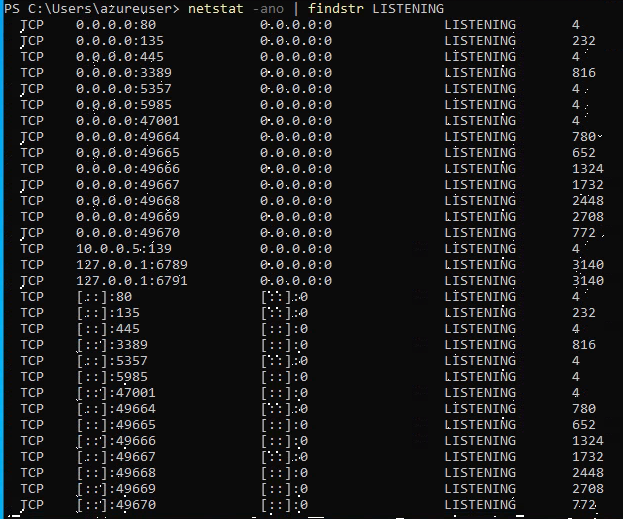 PS C:\Users\azureuser> netstat -ano | findstr LISTENING
TCP 0.0.0.0:80 0.0.0.0:0 LISTENING 4
TCP 0.0.0.0:135 0.0.0.0:0 LISTENING 232
TCP 0.0.0.0:445 0.0.0.0:0 LISTENING 4
TCP 0.0.0.0:3389 0.0.0.0:0 LISTENING 816
TCP 0.0.0.0:5357 0.0.0.0:0 LISTENING 4
TCP 0.0.0.0:5985 0.0.0.0:0 LISTENING 4
TCP 0.0.0.0:47001 0.0.0.0:0 LISTENING 4
TCP 0.0.0.0:49664 0.0.0.0:0 LISTENING 780
TCP 0.0.0.0:49665 0.0.0.0:0 LISTENING 652
TCP 0.0.0.0:49666 0.0.0.0:0 LISTENING 1324
TCP 0.0.0.0:49667 0.0.0.0:0 LISTENING 1732
TCP 0.0.0.0:49668 0.0.0.0:0 LISTENING 2448
TCP 0.0.0.0:49669 0.0.0.0:0 LISTENING 2708
TCP 0.0.0.0:49670 0.0.0.0:0 LISTENING 772
TCP 10.0.0.5:139 0.0.0.0:0 LISTENING 4
TCP 127.0.0.1:6789 0.0.0.0:0 LISTENING 3140
TCP 127.0.0.1:6791 0.0.0.0:0 LISTENING 3140
TCP [::]:80 [::]:0 LISTENING 4
TCP [::]:135 [::]:0 LISTENING 232
TCP [::]:445 [::]:0 LISTENING 4
TCP [::]:3389 [::]:0 LISTENING 816
TCP [::]:5357 [::]:0 LISTENING 4
TCP [::]:5985 [::]:0 LISTENING 4
TCP [::]:47001 [::]:0 LISTENING 4
TCP [::]:49664 [::]:0 LISTENING 780
TCP [::]:49665 [::]:0 LISTENING 652
TCP [::]:49666 [::]:0 LISTENING 1324
TCP [::]:49667 [::]:0 LISTENING 1732
TCP [::]:49668 [::]:0 LISTENING 2448
TCP [::]:49669 [::]:0 LISTENING 2708
TCP [::]:49670 [::]:0 LISTENING 772